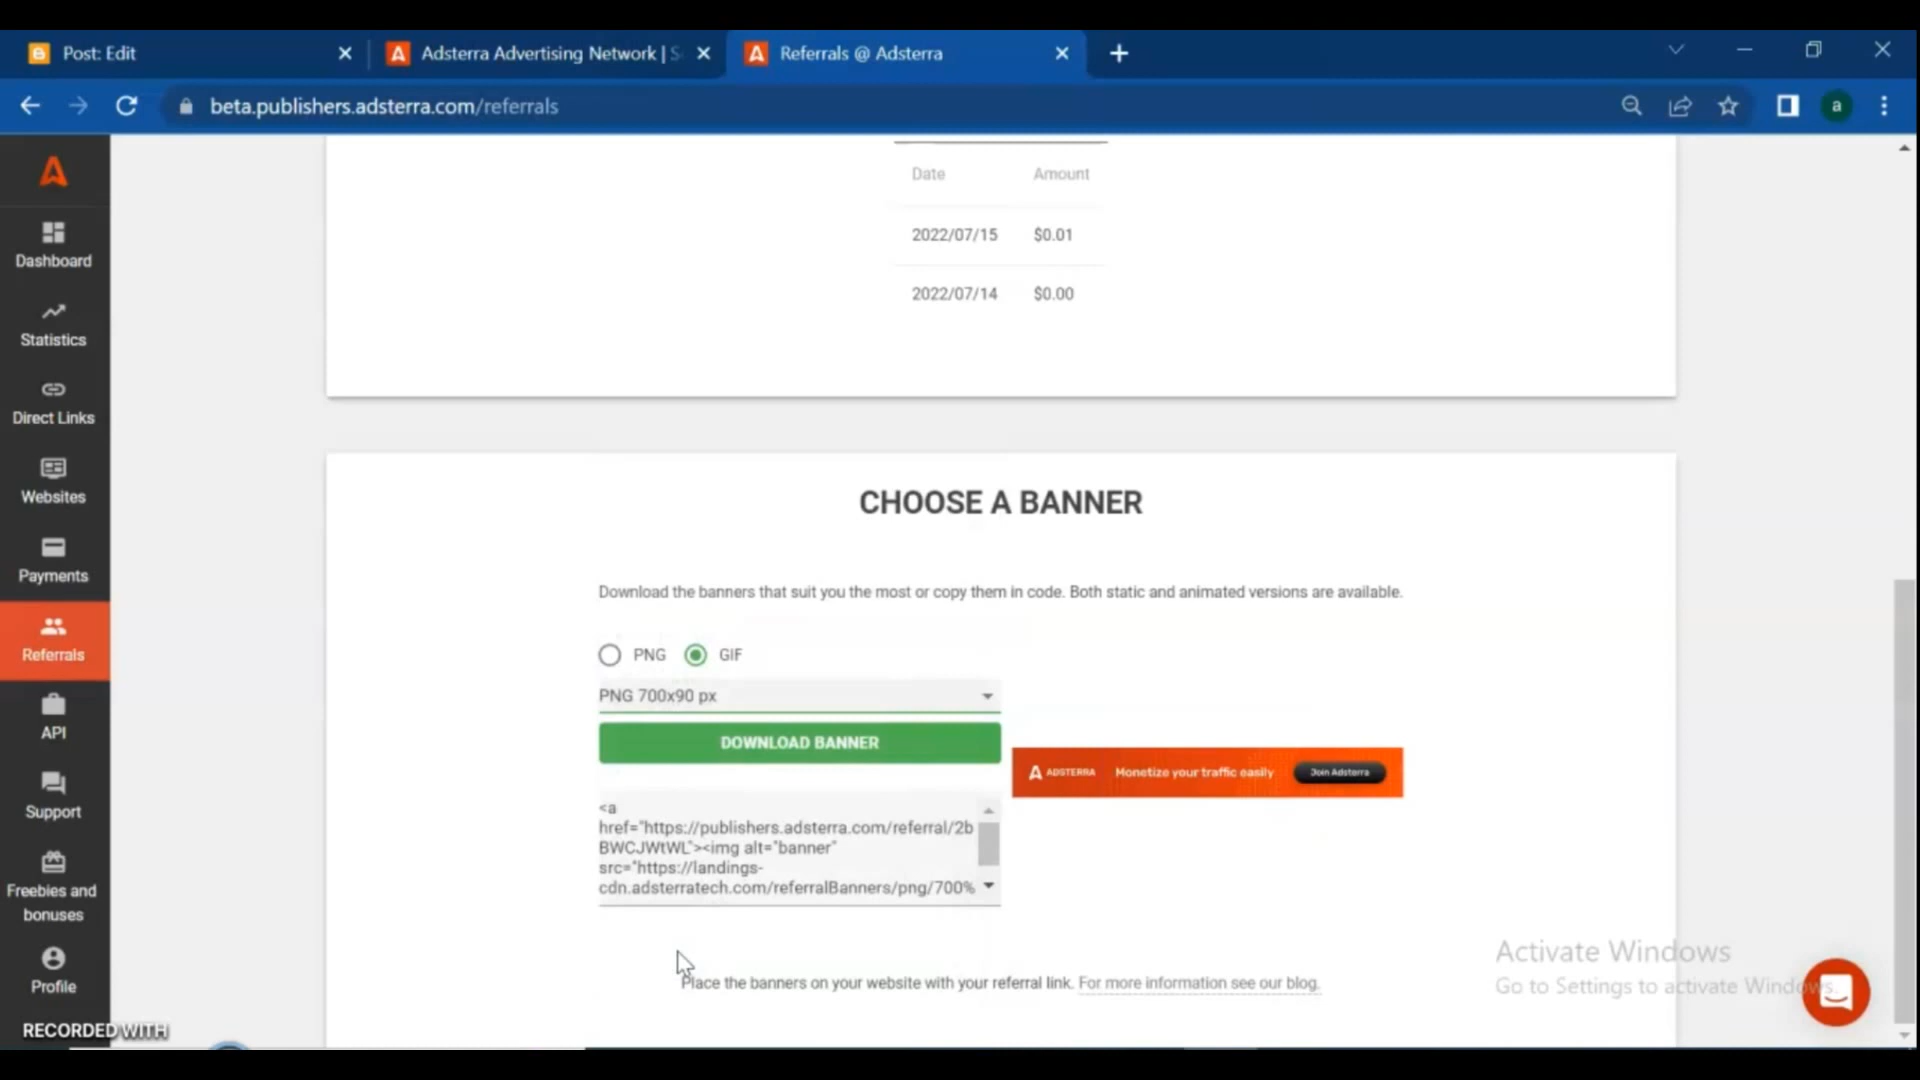 Post: Edit
Adsterra Advertising Network | S
Referrals @ Adsterra
beta.publishers.adsterra.com/referrals
a
Dashboard
Statistics
Direct Links
Websites
Payments
Referrals
API
Support
Freebies and
bonuses
Profile
Date Amount
2022/07/15 $0.01
2022/07/14 $0.00
CHOOSE A BANNER
Download the banners that suit you the most or copy them in code. Both static and animated versions are available.
PNG GIF
PNG 700x90 px
DOWNLOAD BANNER
ADSTERRA Monetize your traffic easily Join Adsterra
<a
href="https://publishers.adsterra.com/referral/2b
BWCJWtWL"><img alt="banner"
src="https://landings-
cdn.adsterratech.com/referralBanners/png/700%
Place the banners on your website with your referral link. For more information see our blog.
Activate Windows
Go to Settings to activate Windows.
RECORDED WITH